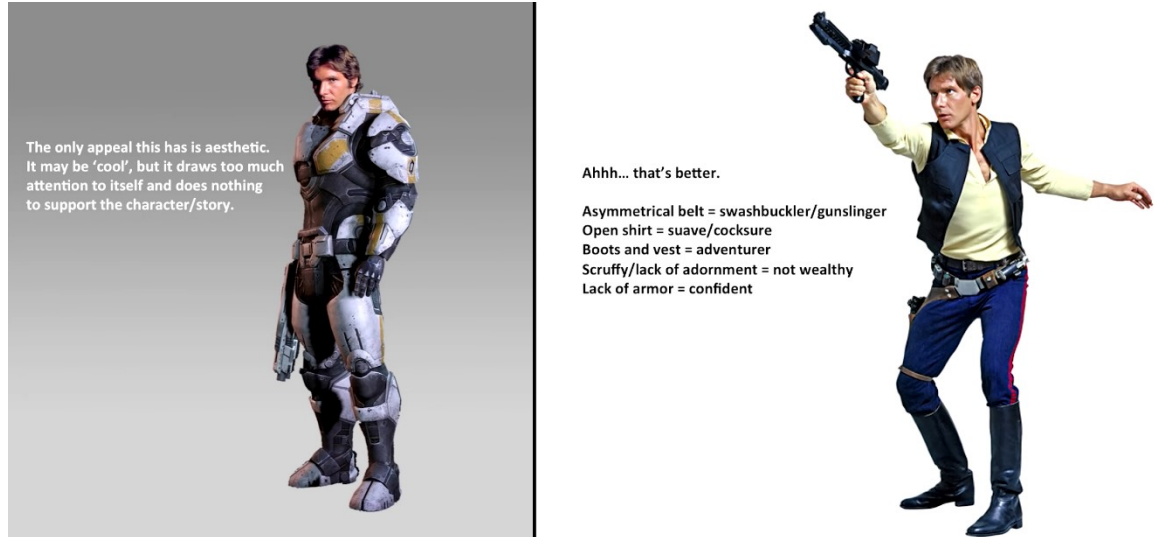 The only appeal this has is aesthetic.
It may be ‘cool’, but it draws too much
attention to itself and does nothing
to support the character/story.
Ahhh… that’s better.
Asymmetrical belt = swashbuckler/gunslinger
Open shirt = suave/cocksure
Boots and vest = adventurer
Scruffy/lack of adornment = not wealthy
Lack of armor = confident